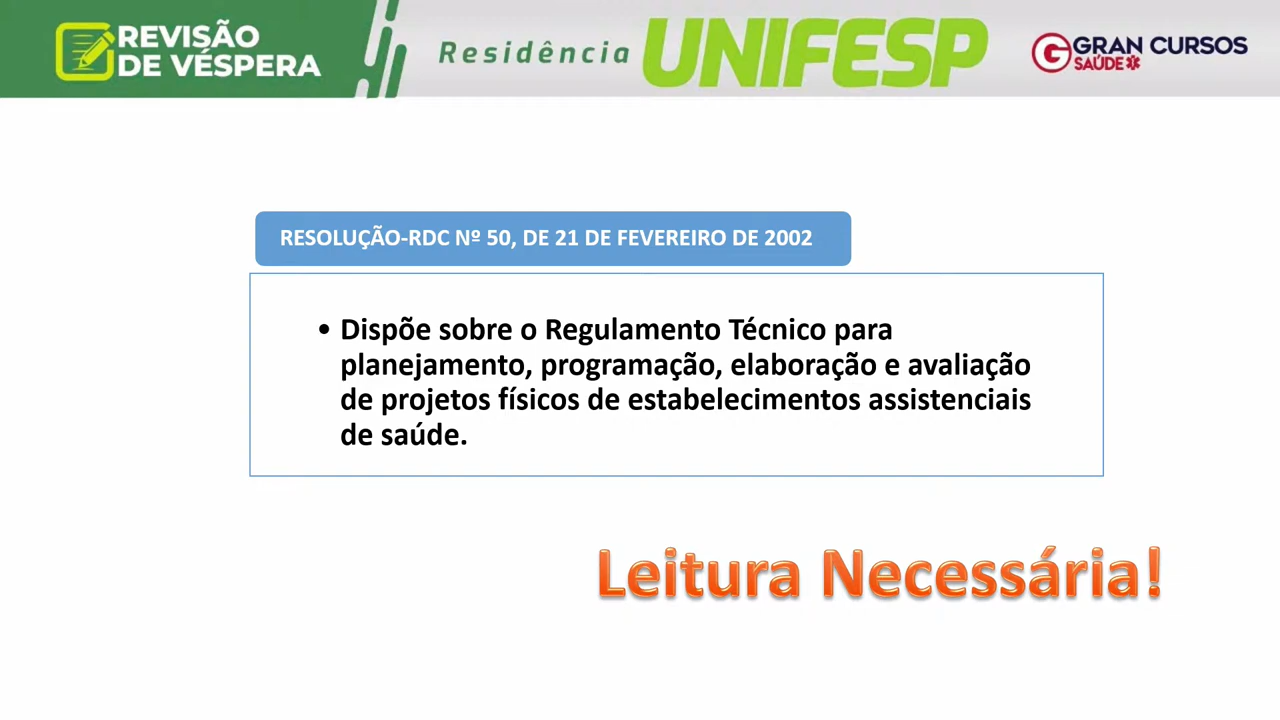 REVISÃO
DE VÉSPERA
Residência UNIFESP
G GRAN CURSOS
SAÚDE
RESOLUÇÃO-RDC Nº 50, DE 21 DE FEVEREIRO DE 2002
• Dispõe sobre o Regulamento Técnico para
planejamento, programação, elaboração e avaliação
de projetos físicos de estabelecimentos assistenciais
de saúde.
Leitura Necessária!